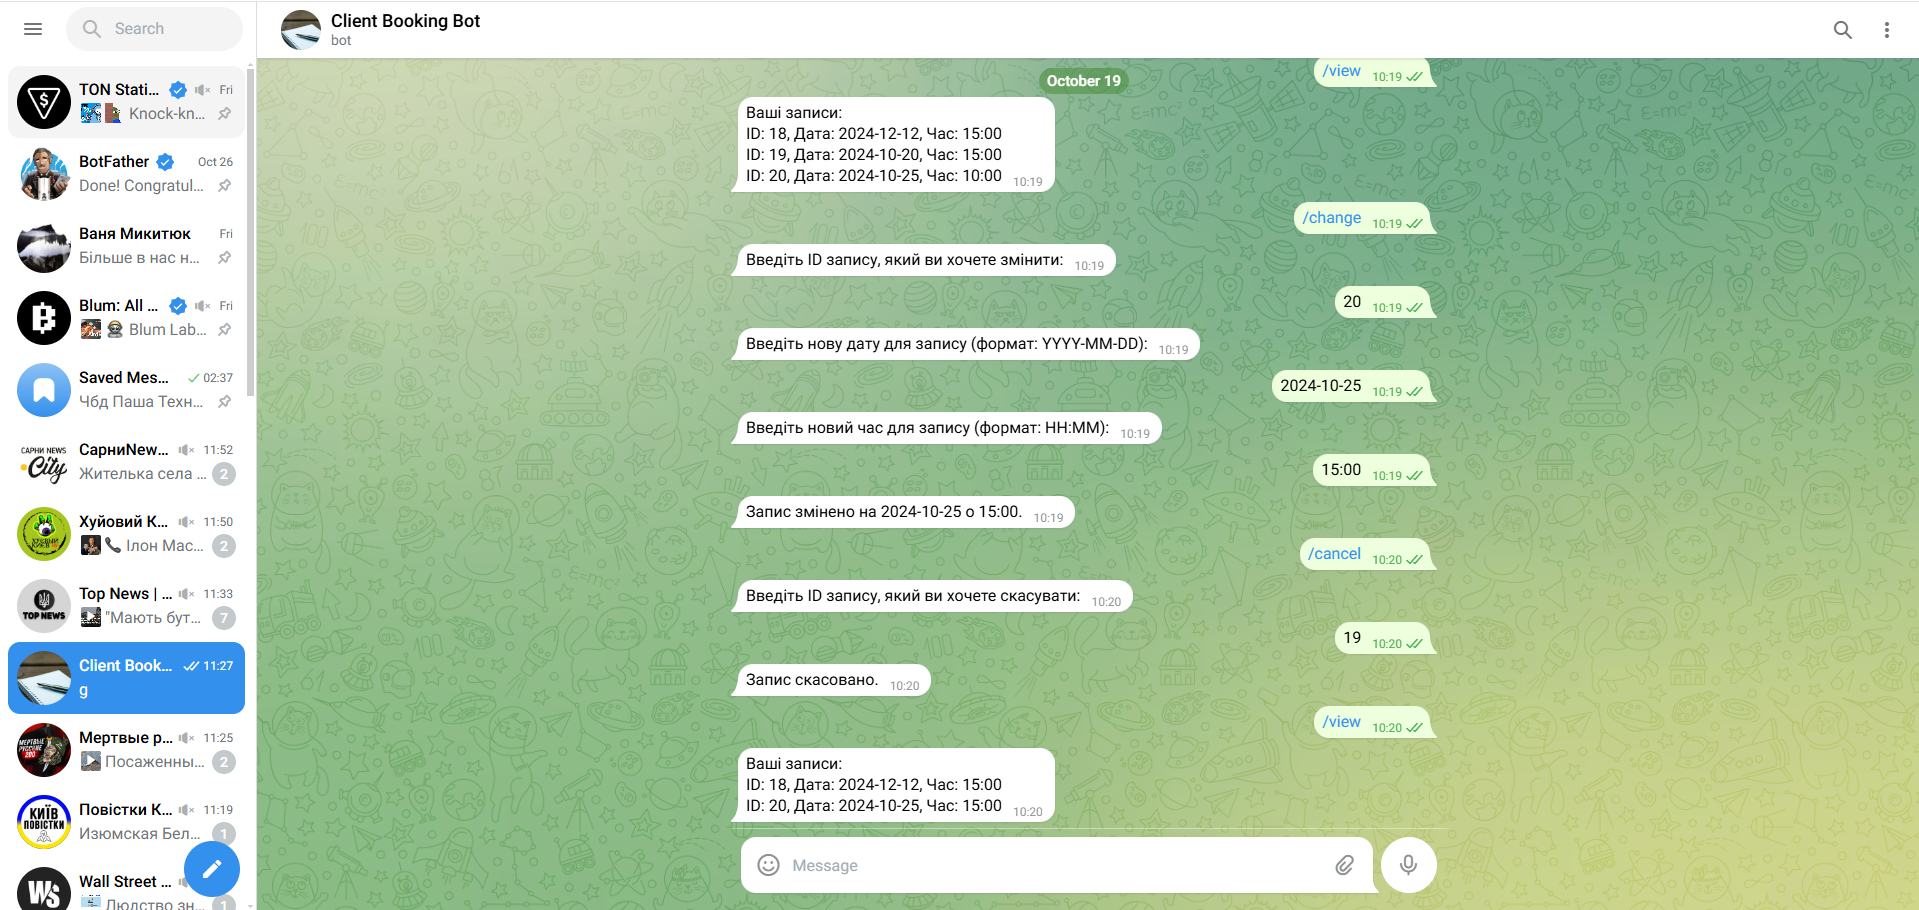 Search
TON Stati... Fri
Knock-kn...
BotFather Oct 26
Done! Congratul...
Ваня Микитюк Fri
Більше в нас н...
Blum: All ... Fri
Blum Lab...
Saved Mes... 02:37
Чбд Паша Техн...
САРНИ NEWS City
СарниNew... 11:52
Жителька села ... 2
Хуйовий К... 11:50
Ілон Мас... 2
TOP NEWS
Top News | ... 11:33
"Мають бут... 7
Client Book... 11:27
g
Мертвые р... 11:25
Посаженны... 2
КИЇВ ПОВІСТКИ
Повістки К... 11:19
Изюмская Бел... 1
WS
Wall Street ...
Людство зн... 1
Client Booking Bot
bot
October 19
/view 10:19
Ваші записи:
ID: 18, Дата: 2024-12-12, Час: 15:00
ID: 19, Дата: 2024-10-20, Час: 15:00
ID: 20, Дата: 2024-10-25, Час: 10:00 10:19
/change 10:19
Введіть ID запису, який ви хочете змінити: 10:19
20 10:19
Введіть нову дату для запису (формат: YYYY-MM-DD): 10:19
2024-10-25 10:19
Введіть новий час для запису (формат: HH:MM): 10:19
15:00 10:19
Запис змінено на 2024-10-25 о 15:00. 10:19
/cancel 10:20
Введіть ID запису, який ви хочете скасувати: 10:20
19 10:20
Запис скасовано. 10:20
/view 10:20
Ваші записи:
ID: 18, Дата: 2024-12-12, Час: 15:00
ID: 20, Дата: 2024-10-25, Час: 15:00 10:20
Message